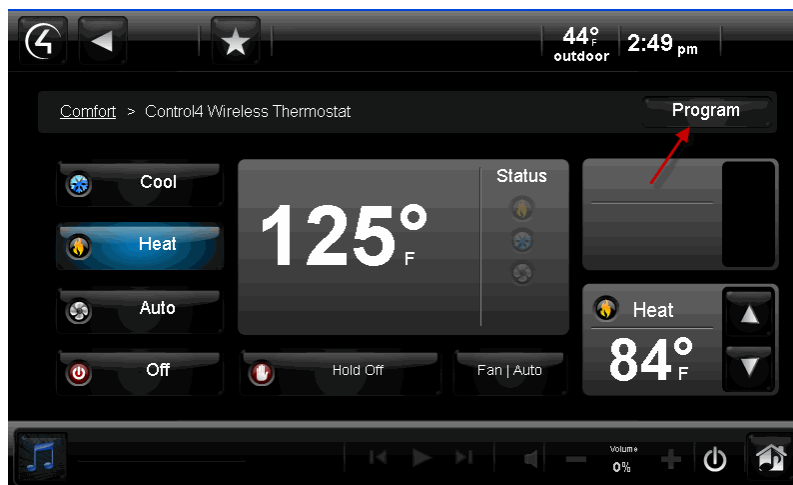 44°F
outdoor
2:49 pm
Comfort > Control4 Wireless Thermostat
Program
Cool
Heat
Auto
Off
125°F
Status
Hold Off
Fan | Auto
Heat
84°F
Volume
0%